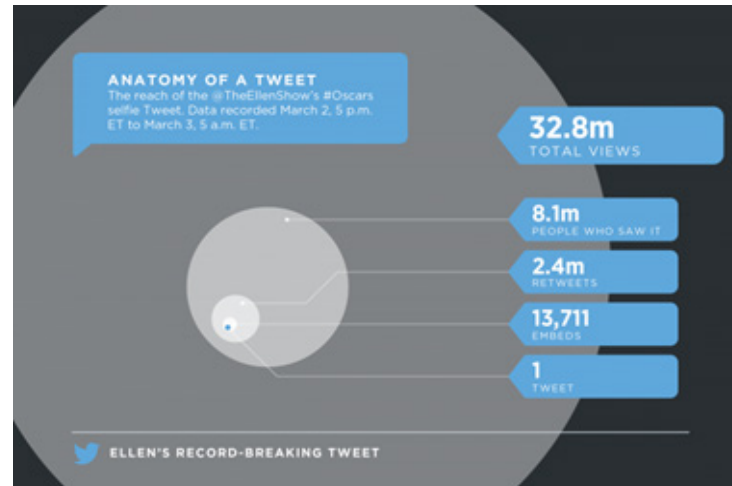 ANATOMY OF A TWEET
The reach of the @TheEllenShow's #Oscars
selfie Tweet. Data recorded March 2, 5 p.m.
ET to March 3, 5 a.m. ET.
32.8m
TOTAL VIEWS
8.1m
PEOPLE WHO SAW IT
2.4m
RETWEETS
13,711
EMBEDS
1
TWEET
ELLEN'S RECORD-BREAKING TWEET